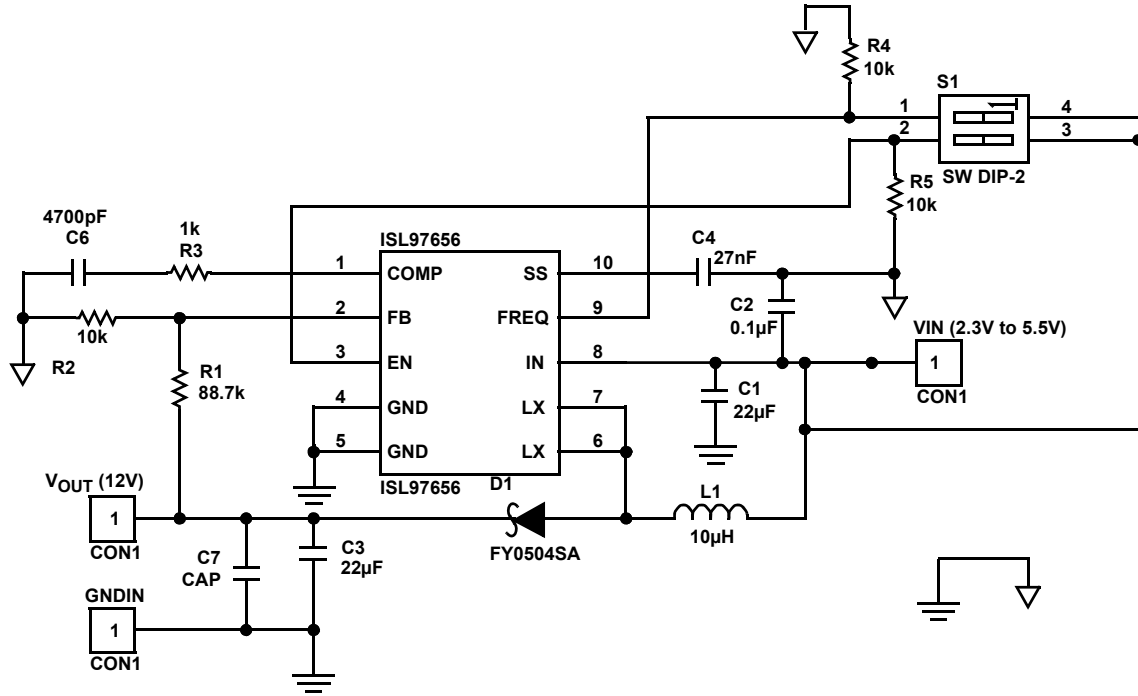 R4
10k
S1
1
4
2
3
SW DIP-2
R5
10k
4700pF
C6
1k
R3
ISL97656
C4
27nF
1
COMP
SS
10
2
FB
FREQ
9
3
EN
IN
8
4
GND
LX
7
5
GND
LX
6
C2
0.1µF
VIN (2.3V to 5.5V)
1
CON1
10k
R2
R1
88.7k
C1
22µF
ISL97656
D1
VOUT (12V)
1
CON1
L1
10µH
FY0504SA
C7
CAP
C3
22µF
GNDIN
1
CON1